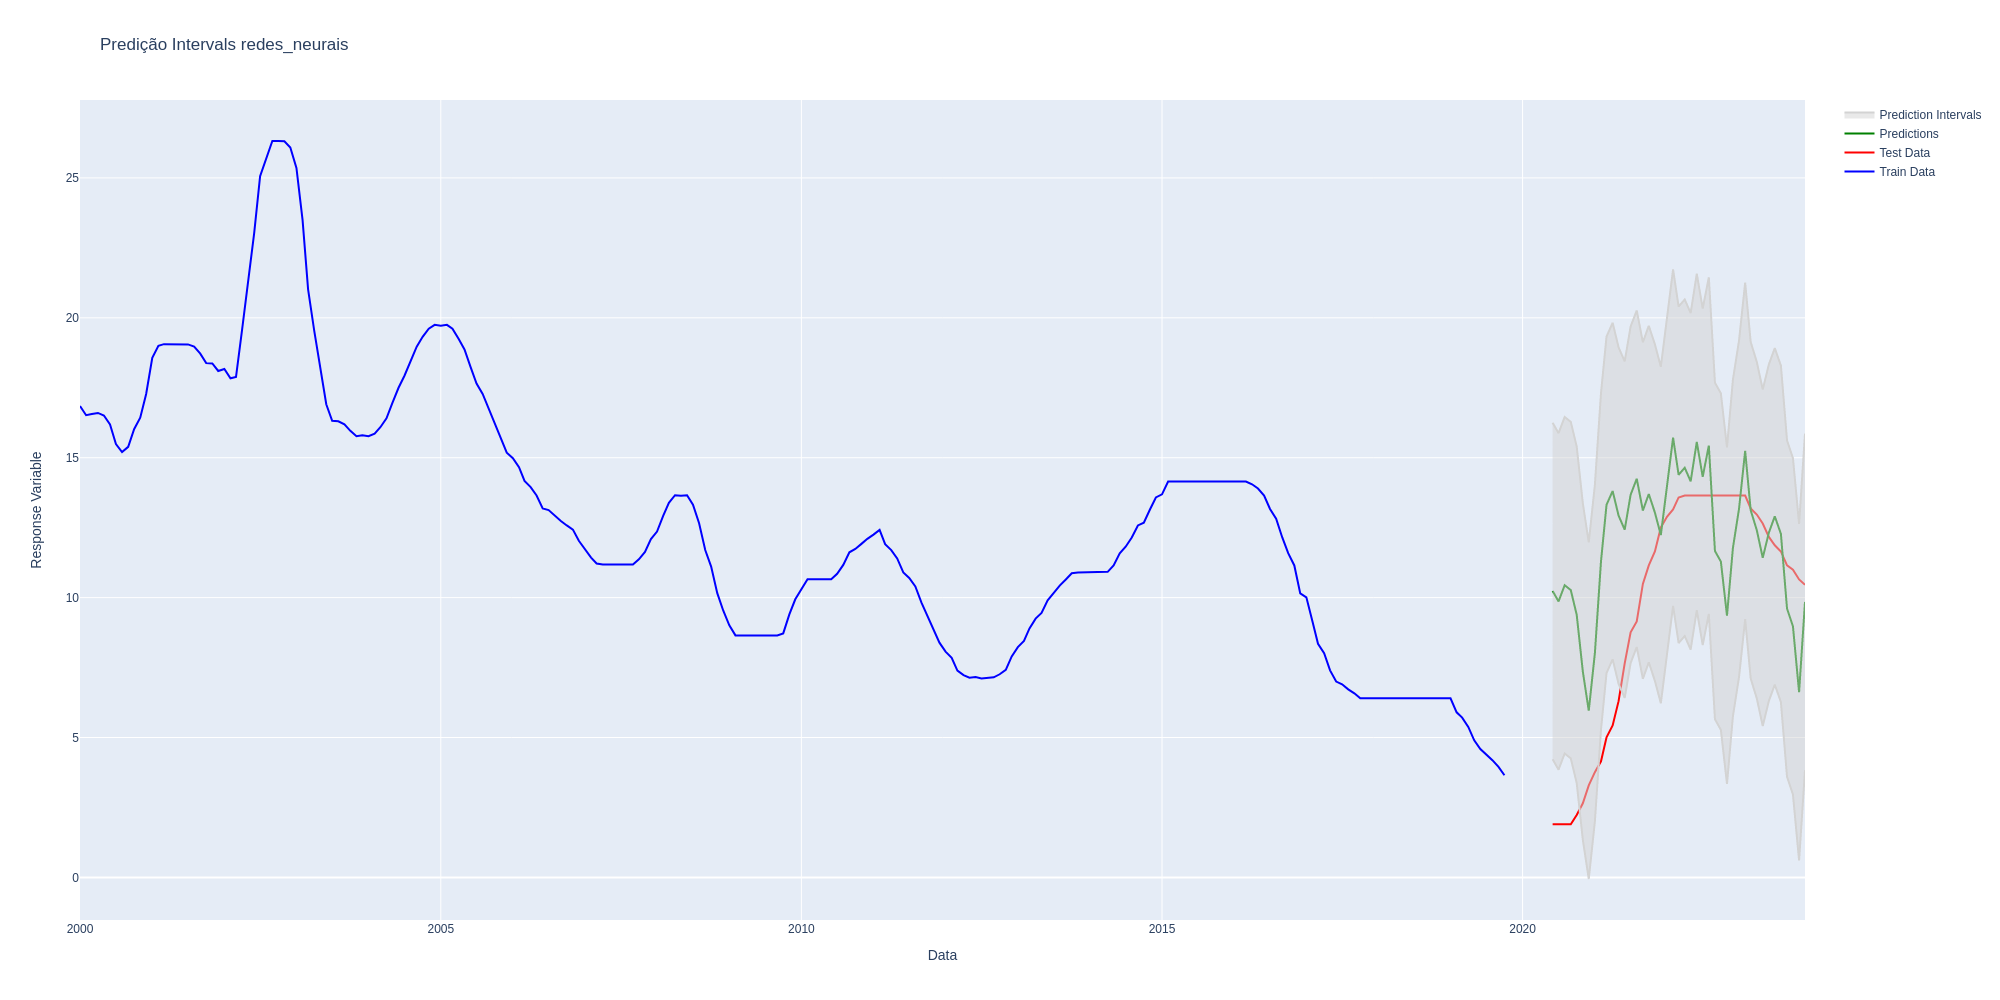 Predição Intervals redes_neurais
Prediction Intervals
Predictions
Test Data
Train Data
Response Variable
25
20
15
10
5
0
2000
2005
2010
2015
2020
Data